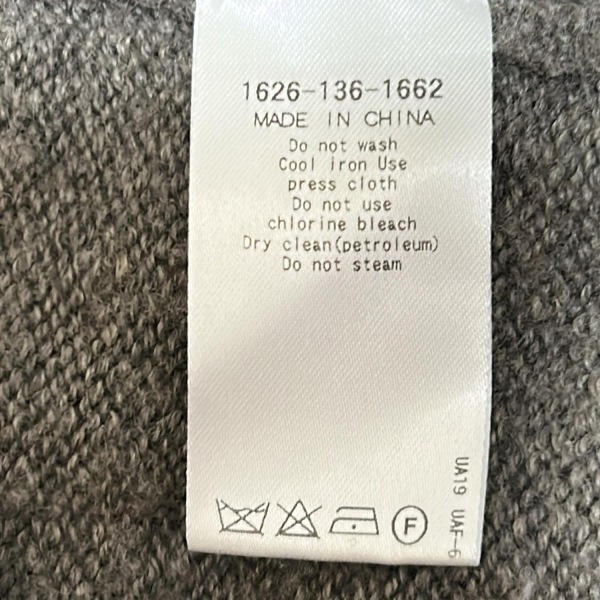 1626-136-1662
MADE IN CHINA
Do not wash
Cool iron Use
press cloth
Do not use
chlorine bleach
Dry clean(petroleum)
Do not steam
UA19 UAF-6
F